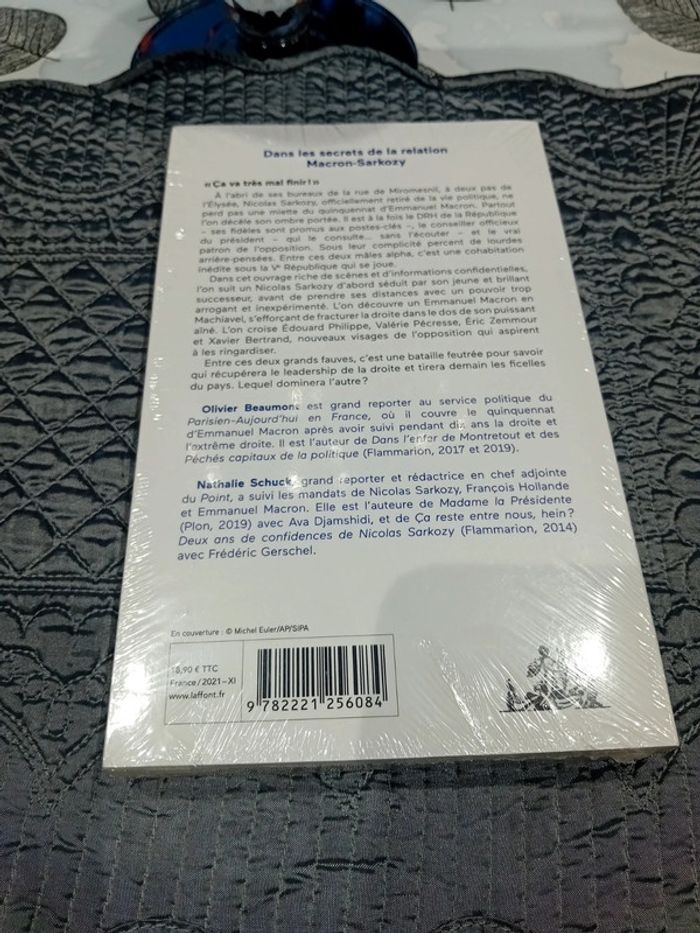 Dans les secrets de la relation
Macron-Sarkozy
« Ça va très mal finir ! »
À l'abri de ses bureaux de la rue de Miromesnil, à deux pas de
l'Élysée, Nicolas Sarkozy, officiellement retiré de la vie politique, ne
perd pas une miette du quinquennat d'Emmanuel Macron. Partout
l'on décèle son ombre portée. Il est à la fois le DRH de la République
– ses fidèles sont promus aux postes-clés –, le conseiller officieux
du président – qui le consulte... sans l'écouter – et le vrai
patron de l'opposition. Sous leur complicité percent de lourdes
arrière-pensées. Entre ces deux mâles alpha, c'est une cohabitation
inédite sous la Vᵉ République qui se joue.
Dans cet ouvrage riche de scènes et d'informations confidentielles,
l'on suit un Nicolas Sarkozy d'abord séduit par son jeune et brillant
successeur, avant de prendre ses distances avec un pouvoir trop
arrogant et inexpérimenté. L'on découvre un Emmanuel Macron en
Machiavel, s'efforçant de fracturer la droite dans le dos de son puissant
aîné. L'on croise Édouard Philippe, Valérie Pécresse, Éric Zemmour
et Xavier Bertrand, nouveaux visages de l'opposition qui aspirent
à les ringardiser.
Entre ces deux grands fauves, c'est une bataille feutrée pour savoir
qui récupérera le leadership de la droite et tirera demain les ficelles
du pays. Lequel dominera l'autre ?
Olivier Beaumont est grand reporter au service politique du
Parisien-Aujourd'hui en France, où il couvre le quinquennat
d'Emmanuel Macron après avoir suivi pendant dix ans la droite et
l'extrême droite. Il est l'auteur de Dans l'enfer de Montretout et des
Péchés capitaux de la politique (Flammarion, 2017 et 2019).
Nathalie Schuck, grand reporter et rédactrice en chef adjointe
du Point, a suivi les mandats de Nicolas Sarkozy, François Hollande
et Emmanuel Macron. Elle est l'auteure de Madame la Présidente
(Plon, 2019) avec Ava Djamshidi, et de Ça reste entre nous, hein ?
Deux ans de confidences de Nicolas Sarkozy (Flammarion, 2014)
avec Frédéric Gerschel.
En couverture : © Michel Euler/AP/SIPA
18,90 € TTC
France / 2021 – XI
www.laffont.fr
9 782221 256084